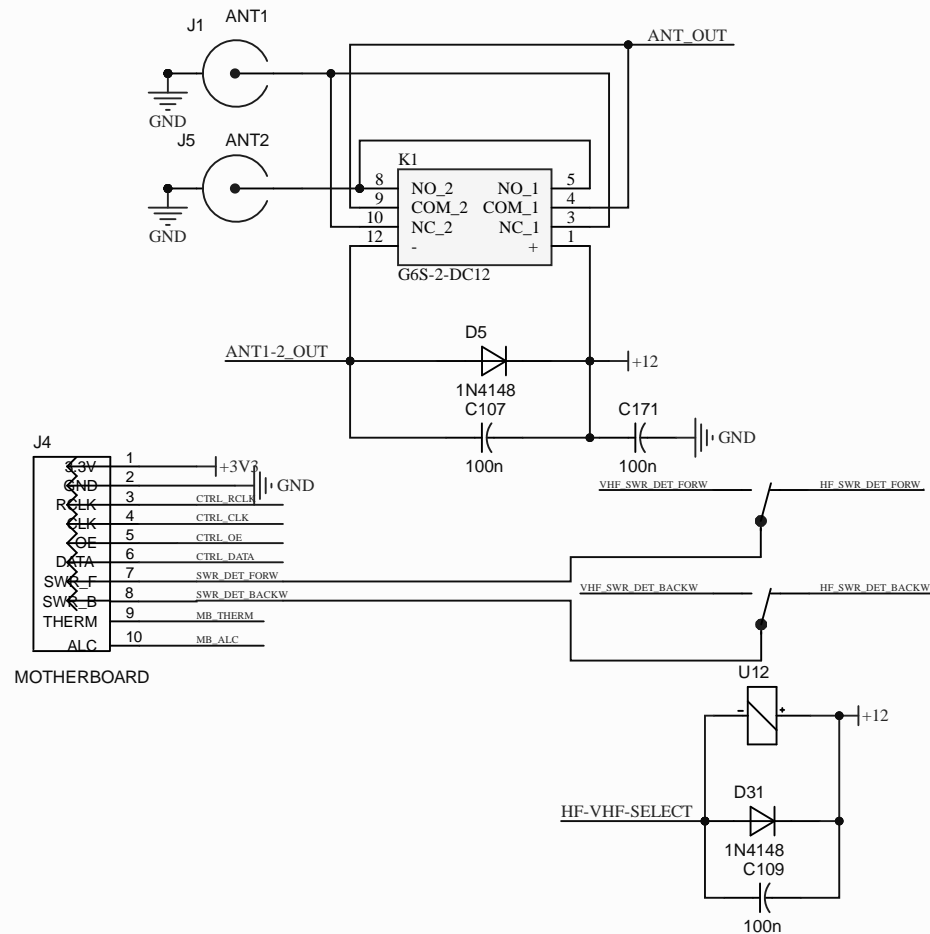 J1
ANT1
ANT_OUT
GND
J5
ANT2
GND
K1
8 NO_2 NO_1 5
9 COM_2 COM_1 4
10 NC_2 NC_1 3
12 - + 1
G6S-2-DC12
ANT1-2_OUT
D5
+12
1N4148
C107
C171
100n
100n
GND
J4
3.3V 1 +3V3
GND 2 GND
RCLK 3 CTRL_RCLK
CLK 4 CTRL_CLK
OE 5 CTRL_OE
DATA 6 CTRL_DATA
SWR_F 7 SWR_DET_FORW
SWR_B 8 SWR_DET_BACKW
THERM 9 MB_THERM
ALC 10 MB_ALC
MOTHERBOARD
VHF_SWR_DET_FORW
HF_SWR_DET_FORW
VHF_SWR_DET_BACKW
HF_SWR_DET_BACKW
U12
- +
+12
D31
HF-VHF-SELECT
1N4148
C109
100n